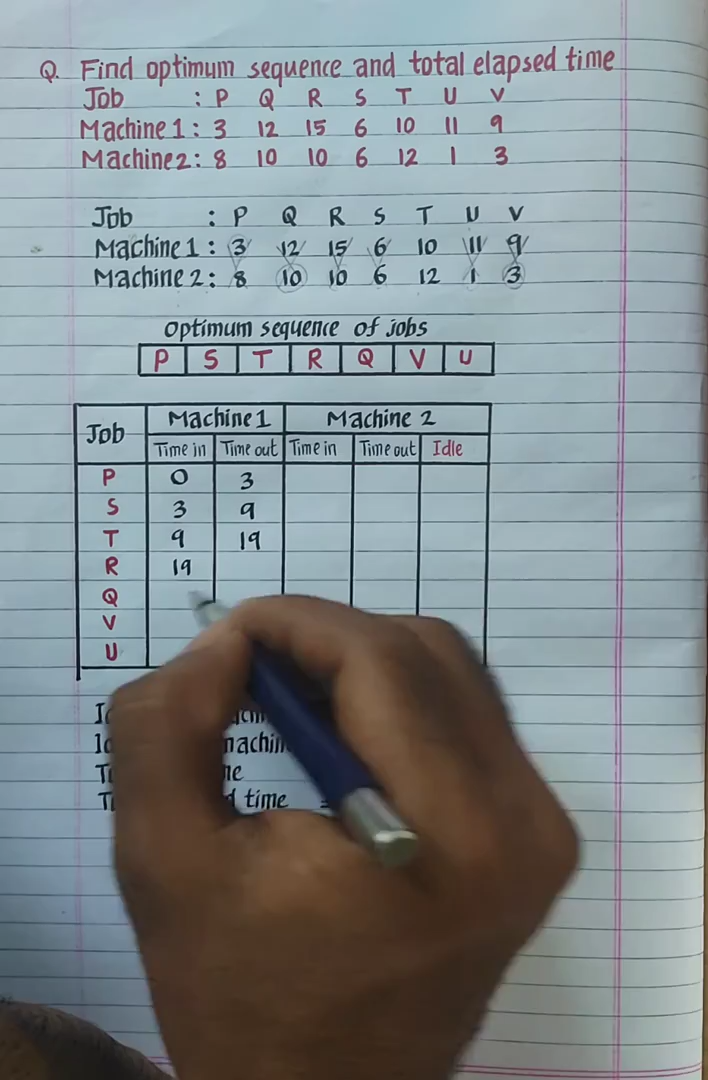 Q. Find optimum sequence and total elapsed time
Job : P Q R S T U V
Machine 1 : 3 12 15 6 10 11 9
Machine 2 : 8 10 10 6 12 1 3
Job : P Q R S T U V
Machine 1 : 3 12 15 6 10 11 9
Machine 2 : 8 10 10 6 12 1 3
Optimum sequence of jobs
P S T R Q V U
Job Machine 1 Machine 2
Time in Time out Time in Time out Idle
P 0 3
S 3 9
T 9 19
R 19
Q
V
U
time